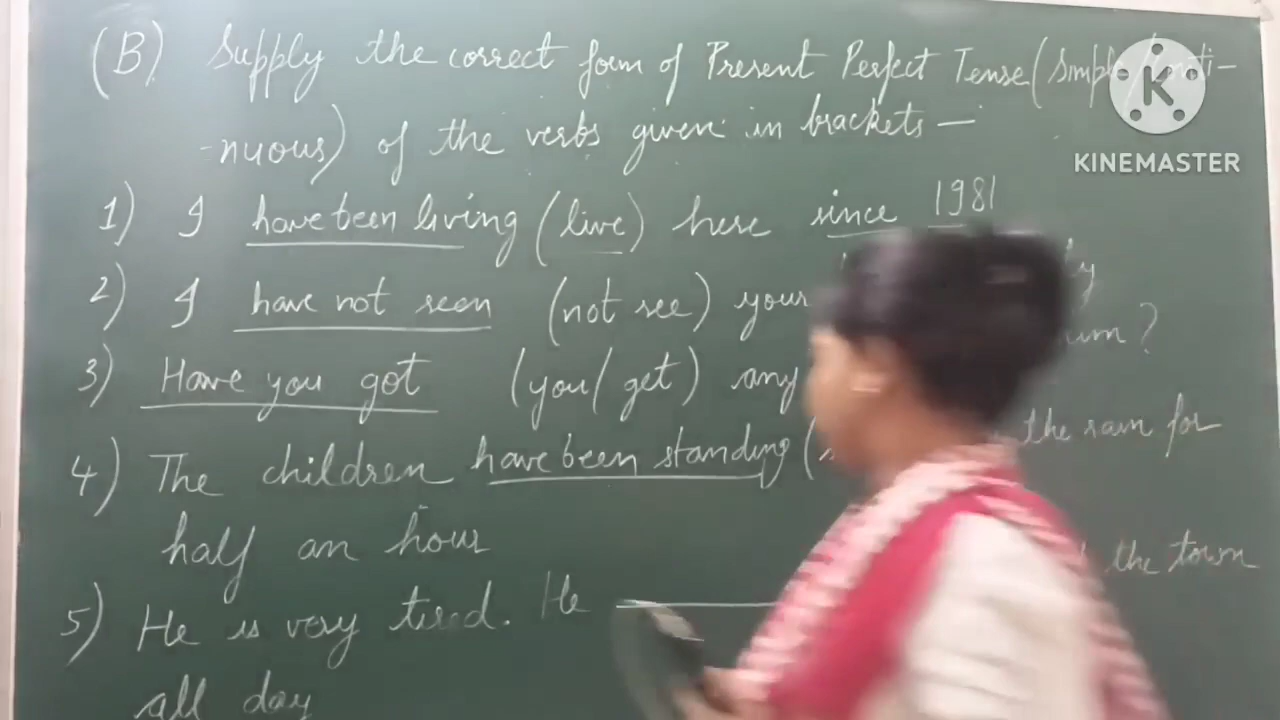 (B) Supply the correct form of Present Perfect Tense (Simple/Conti-
-nuous) of the verbs given in brackets —
1) I have been living (live) here since 1981
2) I have not seen (not see) your
3) Have you got (you/get) any
4) The children have been standing ( the rain for
half an hour
5) He is very tired. He the town
all day
KINEMASTER